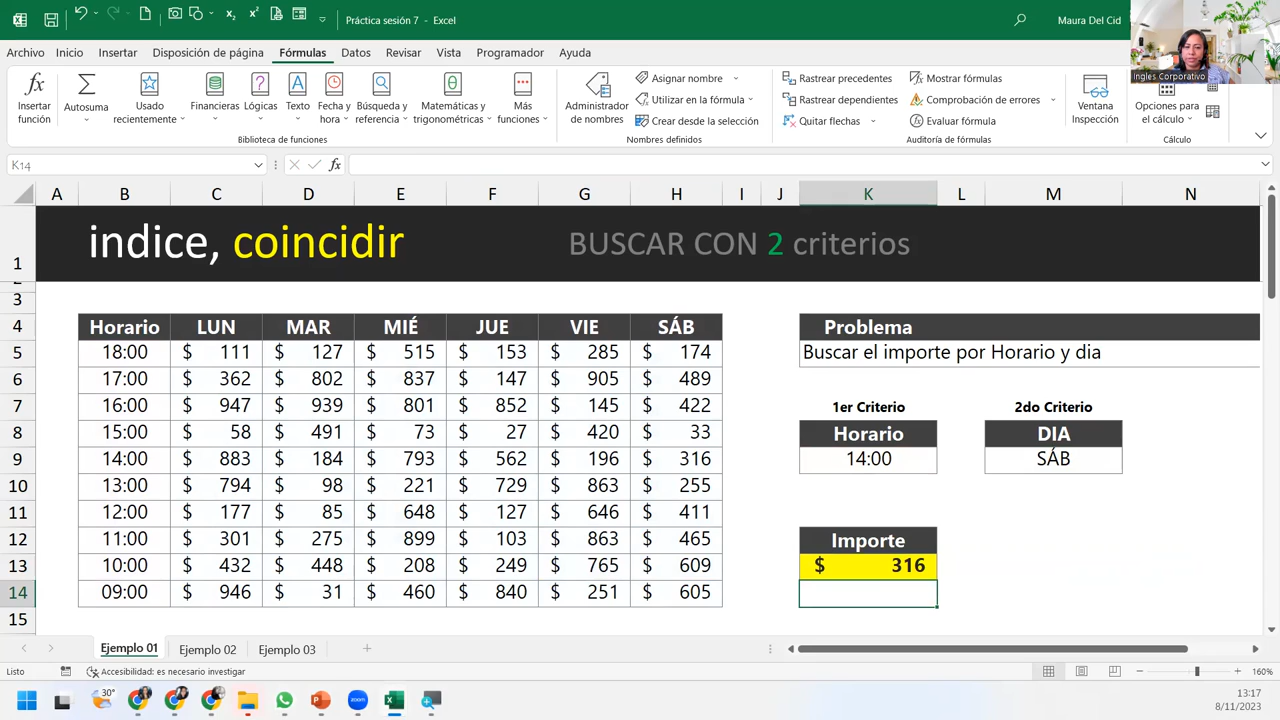 Práctica sesión 7 - Excel
Maura Del Cid
Ingles Corporativo
Archivo Inicio Insertar Disposición de página Fórmulas Datos Revisar Vista Programador Ayuda
Insertar función
Autosuma
Usado recientemente
Financieras
Lógicas
Texto
Fecha y hora
Búsqueda y referencia
Matemáticas y trigonométricas
Más funciones
Biblioteca de funciones
Administrador de nombres
Asignar nombre
Utilizar en la fórmula
Crear desde la selección
Nombres definidos
Rastrear precedentes
Rastrear dependientes
Quitar flechas
Mostrar fórmulas
Comprobación de errores
Evaluar fórmula
Auditoría de fórmulas
Ventana Inspección
Opciones para el cálculo
Cálculo
K14
fx
A B C D E F G H I J K L M N
1 indice, coincidir BUSCAR CON 2 criterios
2
3
4 Horario LUN MAR MIÉ JUE VIE SÁB Problema
5 18:00 $ 111 $ 127 $ 515 $ 153 $ 285 $ 174 Buscar el importe por Horario y dia
6 17:00 $ 362 $ 802 $ 837 $ 147 $ 905 $ 489
7 16:00 $ 947 $ 939 $ 801 $ 852 $ 145 $ 422 1er Criterio 2do Criterio
8 15:00 $ 58 $ 491 $ 73 $ 27 $ 420 $ 33 Horario DIA
9 14:00 $ 883 $ 184 $ 793 $ 562 $ 196 $ 316 14:00 SÁB
10 13:00 $ 794 $ 98 $ 221 $ 729 $ 863 $ 255
11 12:00 $ 177 $ 85 $ 648 $ 127 $ 646 $ 411
12 11:00 $ 301 $ 275 $ 899 $ 103 $ 863 $ 465 Importe
13 10:00 $ 432 $ 448 $ 208 $ 249 $ 765 $ 609 $ 316
14 09:00 $ 946 $ 31 $ 460 $ 840 $ 251 $ 605
15
Ejemplo 01 Ejemplo 02 Ejemplo 03
Listo Accesibilidad: es necesario investigar 160%
30°
13:17
8/11/2023